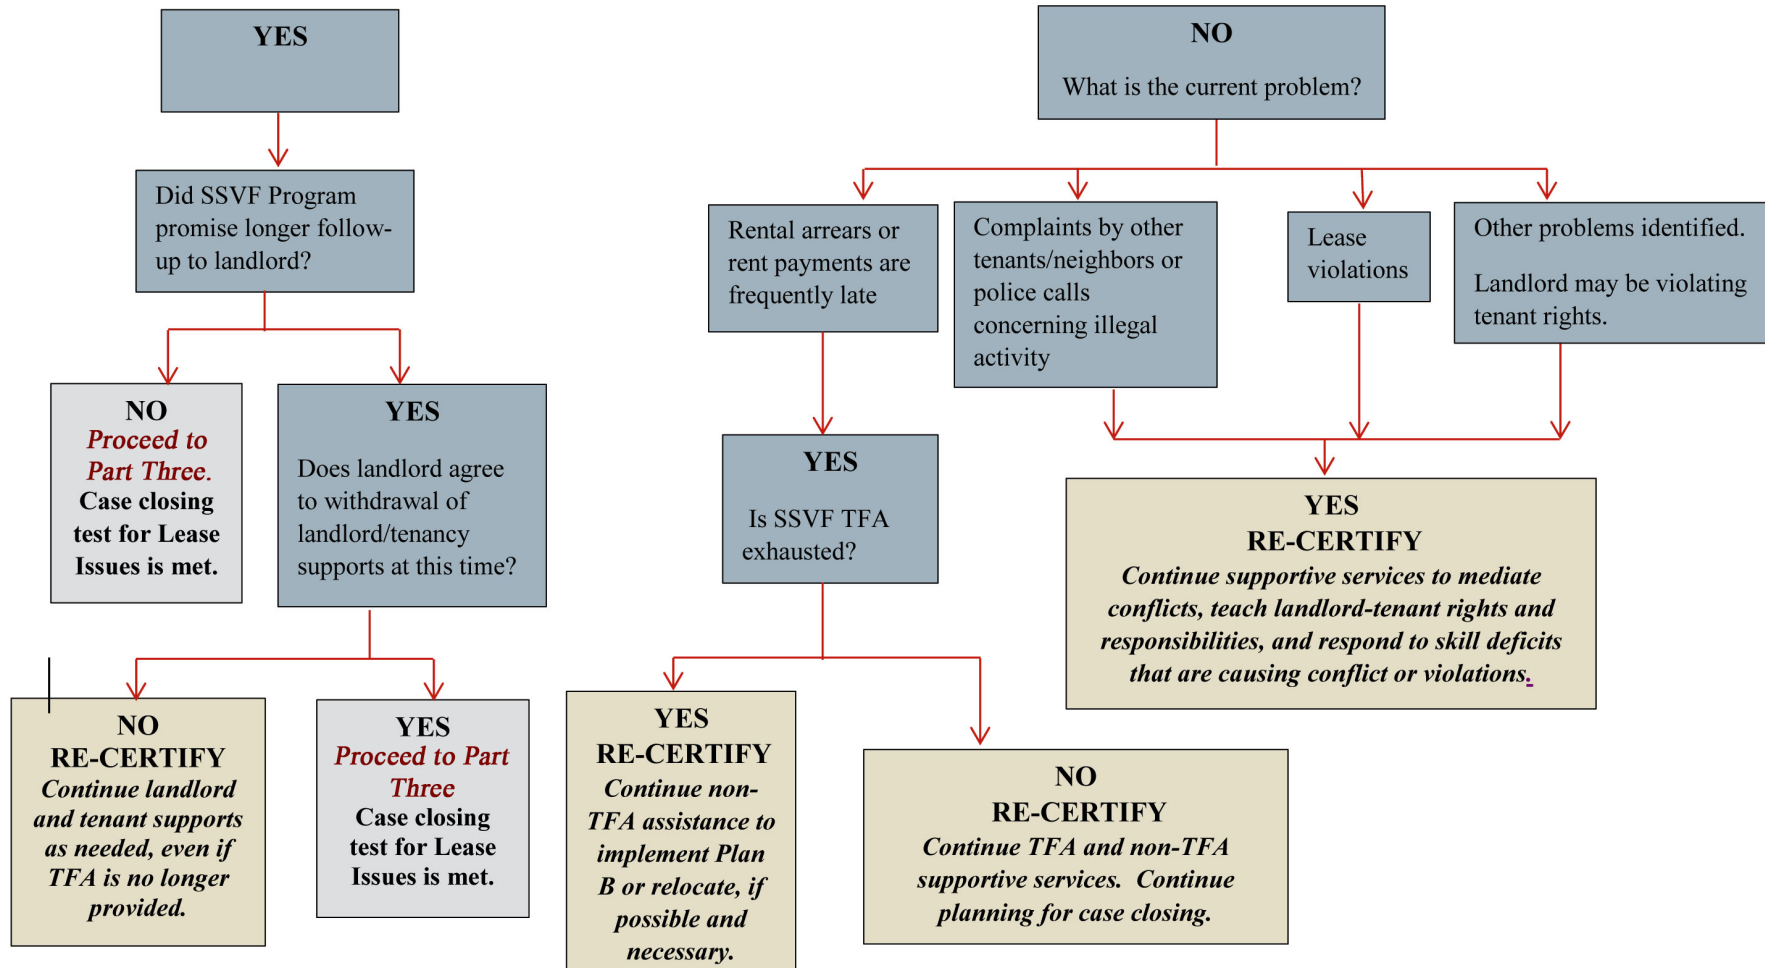 YES
Did SSVF Program
promise longer follow-
up to landlord?
NO
Proceed to
Part Three.
Case closing
test for Lease
Issues is met.
YES
Does landlord agree
to withdrawal of
landlord/tenancy
supports at this time?
NO
RE-CERTIFY
Continue landlord
and tenant supports
as needed, even if
TFA is no longer
provided.
YES
Proceed to Part
Three
Case closing
test for Lease
Issues is met.
NO
What is the current problem?
Rental arrears or
rent payments are
frequently late
Complaints by other
tenants/neighbors or
police calls
concerning illegal
activity
Lease
violations
Other problems identified.
Landlord may be violating
tenant rights.
YES
Is SSVF TFA
exhausted?
YES
RE-CERTIFY
Continue supportive services to mediate
conflicts, teach landlord-tenant rights and
responsibilities, and respond to skill deficits
that are causing conflict or violations.
YES
RE-CERTIFY
Continue non-
TFA assistance to
implement Plan
B or relocate, if
possible and
necessary.
NO
RE-CERTIFY
Continue TFA and non-TFA
supportive services.  Continue
planning for case closing.